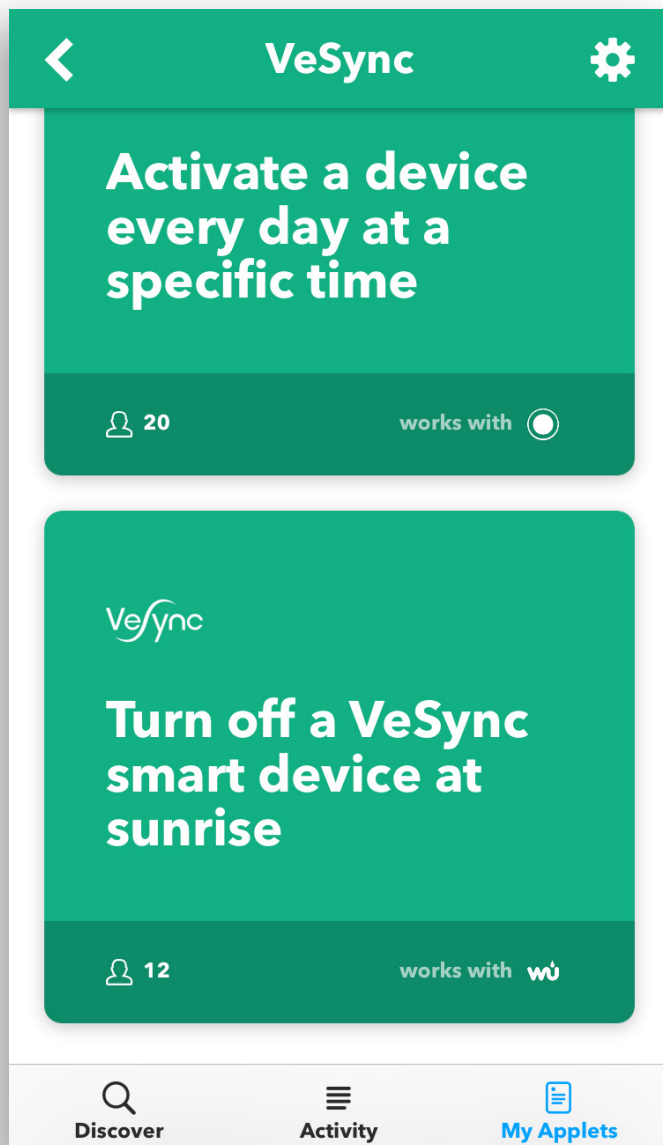 VeSync
Activate a device
every day at a
specific time
20
works with
VeSync
Turn off a VeSync
smart device at
sunrise
12
works with wu
Discover
Activity
My Applets